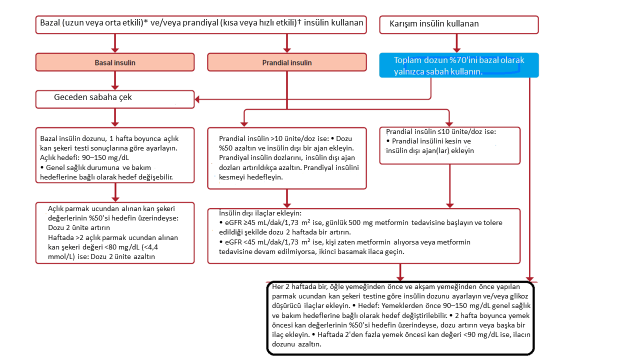 Bazal (uzun veya orta etkili)* ve/veya prandiyal (kısa veya hızlı etkili)† insülin kullanan
Karışım insülin kullanan
Basal insulin
Prandial insulin
Toplam dozun %70'ini bazal olarak
yalnızca sabah kullanın.
Geceden sabaha çek
Bazal İnsülin dozunu, 1 hafta boyunca açlık
kan şekeri testi sonuçlarına göre ayarlayın.
Açlık hedefi: 90–150 mg/dL
• Genel sağlık durumuna ve bakım
hedeflerine bağlı olarak hedef değişebilir.
Prandial insulin >10 ünite/doz ise: • Dozu
%50 azaltın ve insülin dışı bir ajan ekleyin.
Prandiyal insülin dozlarını, insülin dışı ajan
dozları artırıldıkça azaltın. Prandiyal insülini
kesmeyi hedefleyin.
Prandial insulin ≤10 ünite/doz ise:
• Prandial insülini kesin ve
insülin dışı ajan(lar) ekleyin
Açlık parmak ucundan alınan kan şekeri
değerlerinin %50'si hedefin üzerindeyse:
Dozu 2 ünite artırın
Haftada >2 açlık parmak ucundan alınan
kan şekeri değeri <80 mg/dL (<4,4
mmol/L) ise: Dozu 2 ünite azaltın
İnsülin dışı ilaçlar ekleyin:
• eGFR ≥45 mL/dak/1,73 m² ise, günlük 500 mg metformin tedavisine başlayın ve tolere
edildiği şekilde dozu 2 haftada bir artırın.
• eGFR <45 mL/dak/1,73 m² ise, kişi zaten metformin alıyorsa veya metformin
tedavisine devam edilmiyorsa, ikinci basamak ilaca geçin.
Her 2 haftada bir, öğle yemeğinden önce ve akşam yemeğinden önce yapılan
parmak ucundan kan şekeri testine göre insülin dozunu ayarlayın ve/veya glikoz
düşürücü ilaçlar ekleyin. • Hedef: Yemeklerden önce 90–150 mg/dL genel sağlık
ve bakım hedeflerine bağlı olarak hedef değiştirilebilir. • 2 hafta boyunca yemek
öncesi kan değerlerinin %50'si hedefin üzerindeyse, dozu artırın veya başka bir
ilaç ekleyin. • Haftada 2'den fazla yemek öncesi kan değeri <90 mg/dL ise, ilacın
dozunu azaltın.